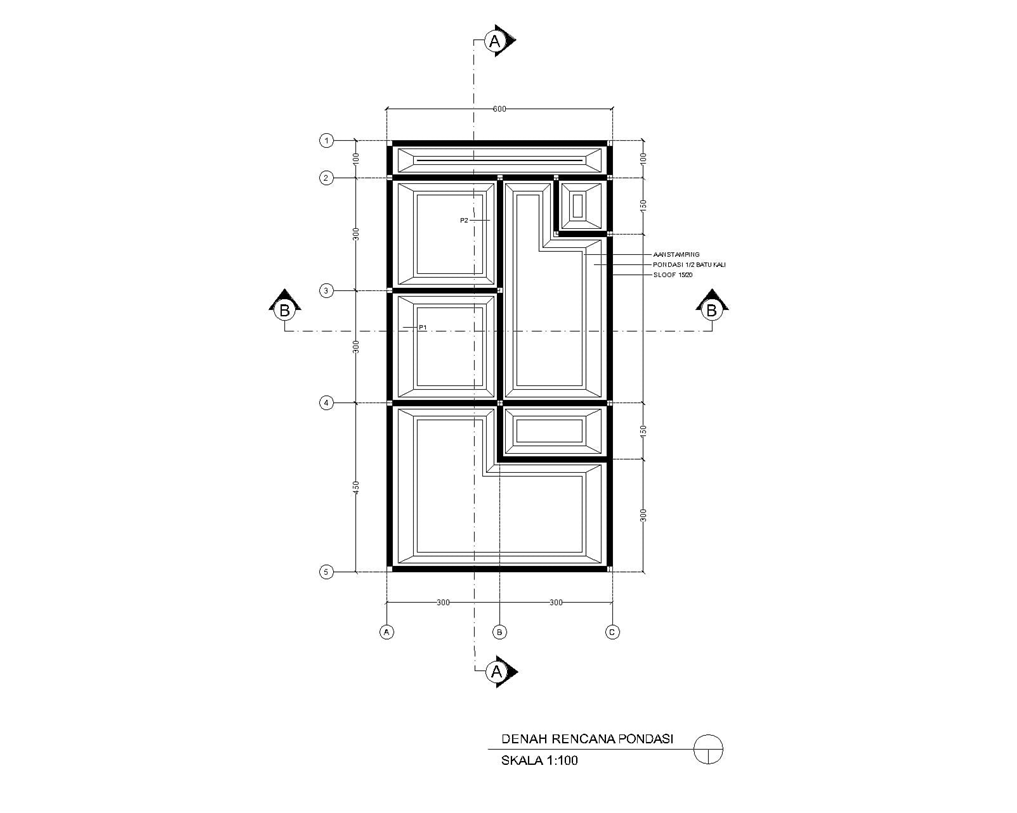 A
600
1
100
100
2
150
300
P2
AANSTAMPING
PONDASI 1/2 BATU KALI
SLOOF 15/20
3
B
B
P1
300
4
150
450
300
5
300
300
A
B
C
A
DENAH RENCANA PONDASI
SKALA 1:100